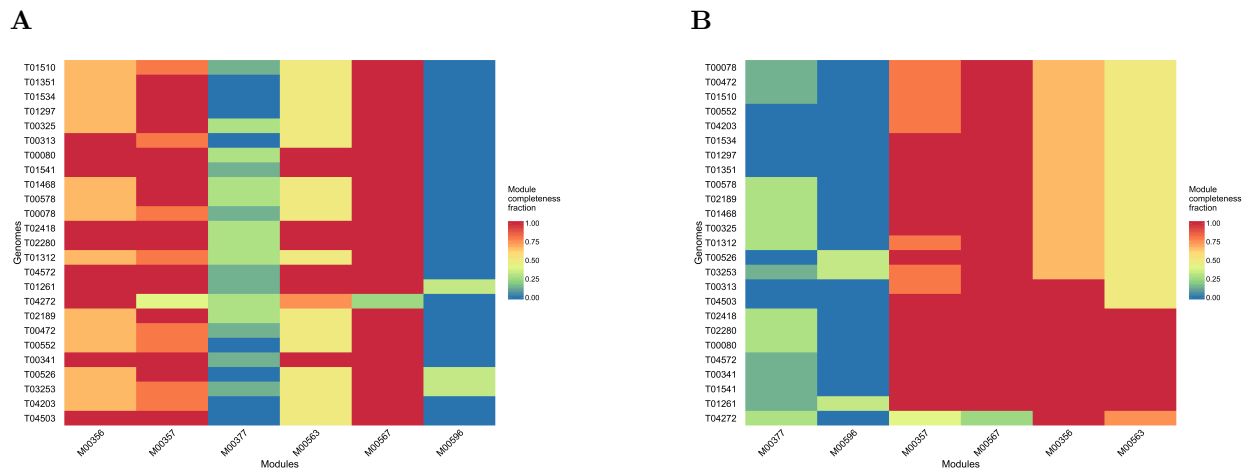 A
T01510
T01351
T01534
T01297
T00325
T00313
T00080
T01541
T01468
T00578
T00078
T02418
T02280
T01312
T04572
T01261
T04272
T02189
T00472
T00552
T00341
T00526
T03253
T04203
T04503
Genomes
M00356
M00357
M00377
M00563
M00567
M00596
Modules
Module
completeness
fraction
1.00
0.75
0.50
0.25
0.00
B
T00078
T00472
T01510
T00552
T04203
T01534
T01297
T01351
T00578
T02189
T01468
T00325
T01312
T00526
T03253
T00313
T04503
T02418
T02280
T00080
T04572
T00341
T01541
T01261
T04272
Genomes
M00377
M00596
M00357
M00567
M00356
M00563
Modules
Module
completeness
fraction
1.00
0.75
0.50
0.25
0.00